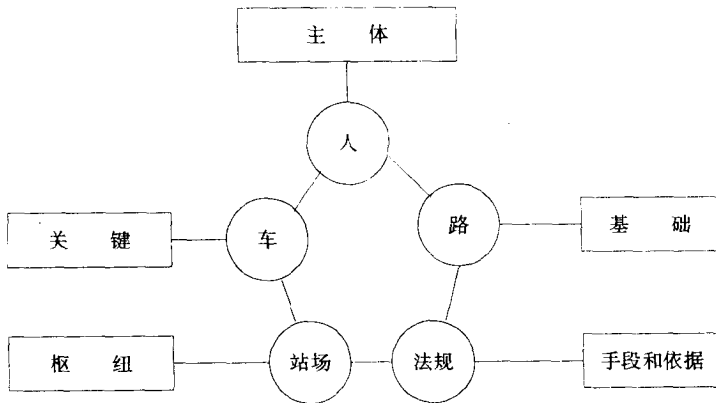 主 体
人
关 键
车
路
基 础
枢 纽
站场
法规
手段和依据